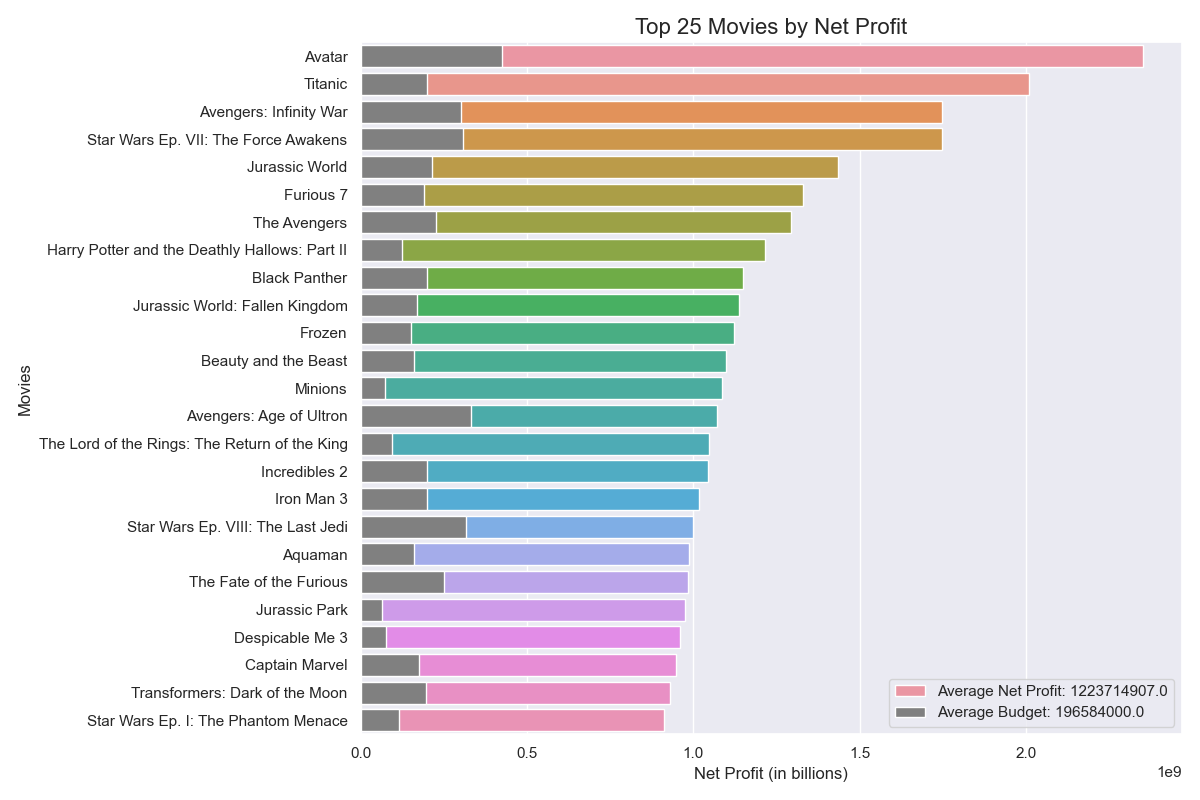 Top 25 Movies by Net Profit
Avatar
Titanic
Avengers: Infinity War
Star Wars Ep. VII: The Force Awakens
Jurassic World
Furious 7
The Avengers
Harry Potter and the Deathly Hallows: Part II
Black Panther
Jurassic World: Fallen Kingdom
Frozen
Beauty and the Beast
Minions
Avengers: Age of Ultron
The Lord of the Rings: The Return of the King
Incredibles 2
Iron Man 3
Star Wars Ep. VIII: The Last Jedi
Aquaman
The Fate of the Furious
Jurassic Park
Despicable Me 3
Captain Marvel
Transformers: Dark of the Moon
Star Wars Ep. I: The Phantom Menace
Movies
Average Net Profit: 1223714907.0
Average Budget: 196584000.0
0.0 0.5 1.0 1.5 2.0
1e9
Net Profit (in billions)